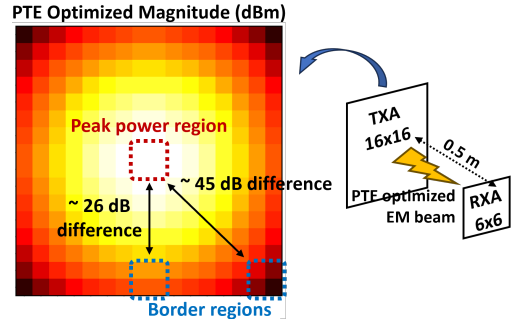 PTE Optimized Magnitude (dBm)
Peak power region
~ 45 dB difference
~ 26 dB
difference
Border regions
TXA
16x16
0.5 m
PTE optimized
EM beam
RXA
6x6